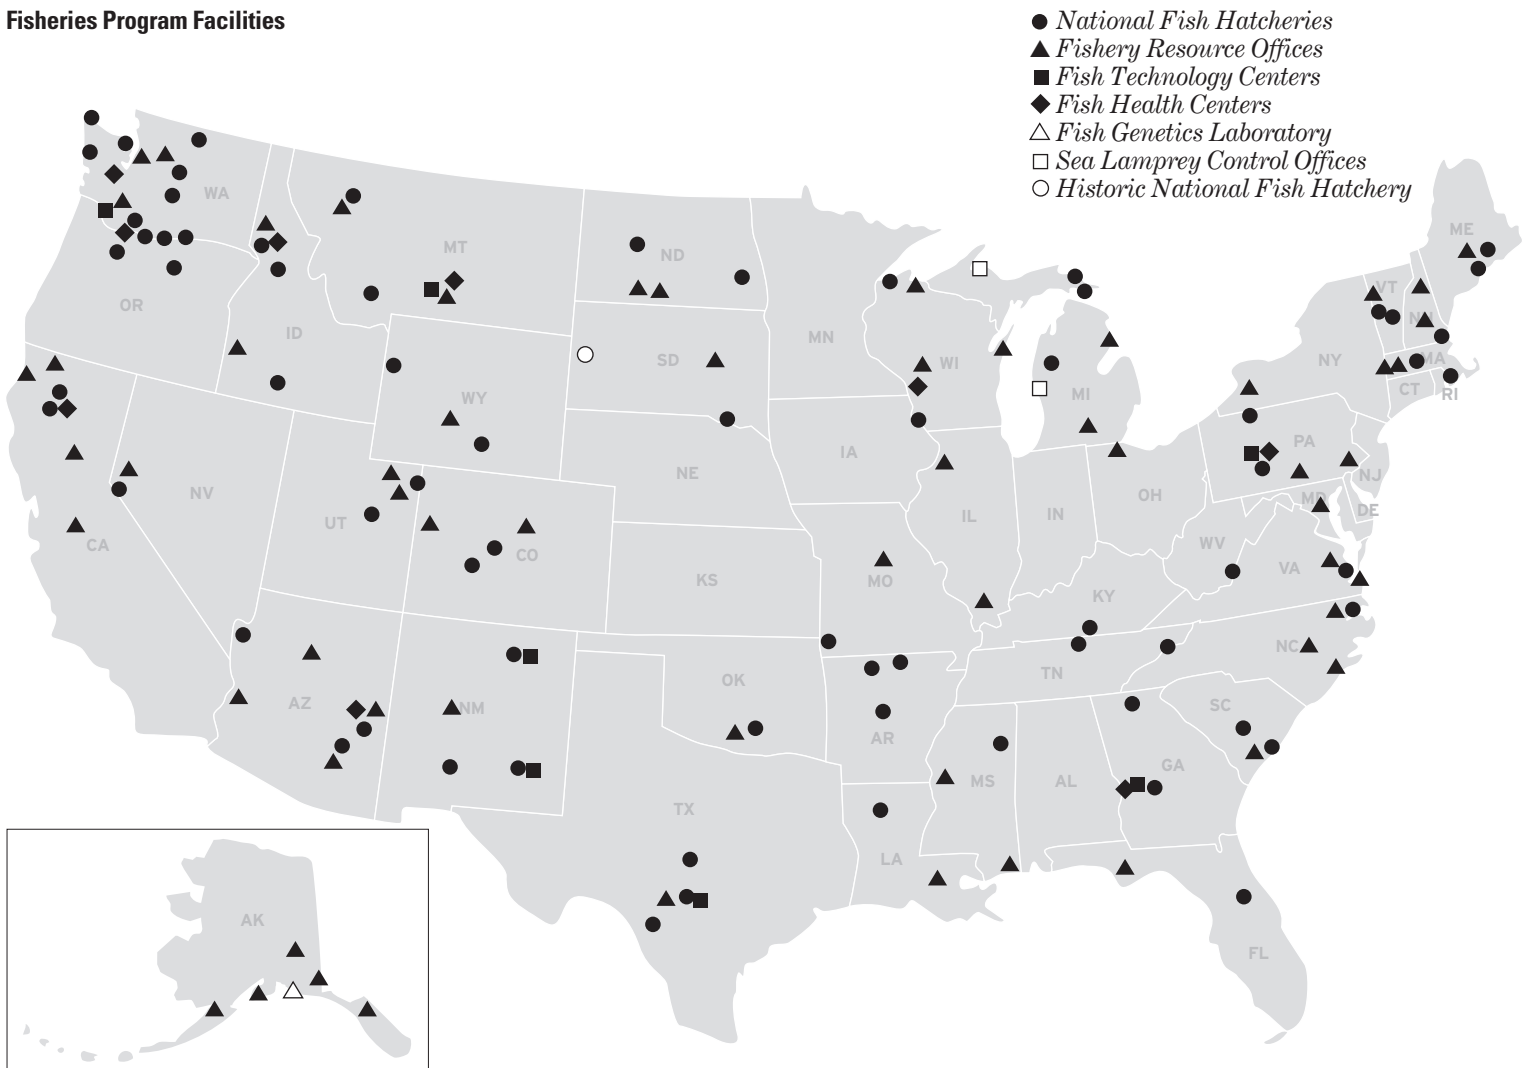 Fisheries Program Facilities
National Fish Hatcheries
Fishery Resource Offices
Fish Technology Centers
Fish Health Centers
Fish Genetics Laboratory
Sea Lamprey Control Offices
Historic National Fish Hatchery
WA
MT
ND
ME
OR
ID
MN
SD
WI
MI
VT
NH
NY
MA
CT
RI
WY
IA
NE
PA
NJ
NV
UT
CA
CO
IL
IN
OH
MD
DE
WV
VA
KS
MO
KY
NC
TN
AZ
NM
OK
AR
SC
MS
AL
GA
TX
LA
AK
FL